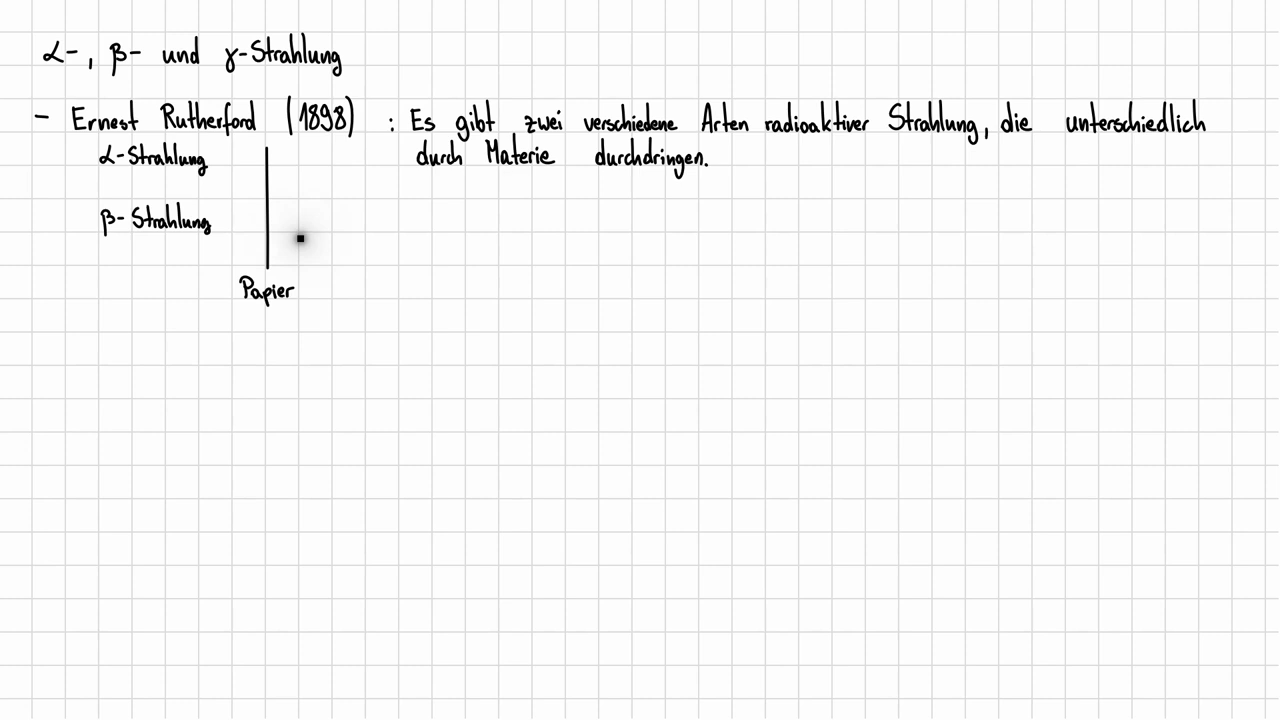 α-, β- und γ-Strahlung
- Ernest Rutherford (1898) : Es gibt zwei verschiedene Arten radioaktiver Strahlung, die unterschiedlich
durch Materie durchdringen.
α-Strahlung
β-Strahlung
Papier